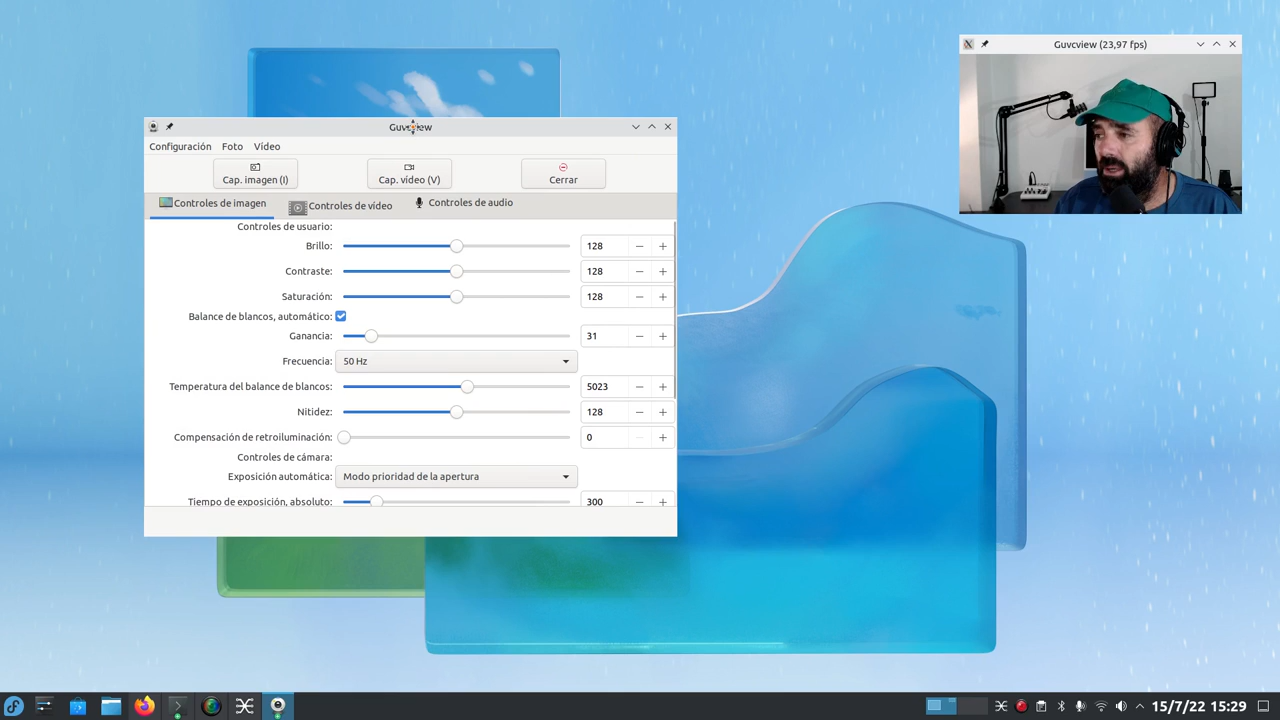 Guvcview (23,97 fps)
Guvcview
Configuración Foto Vídeo
Cap. imagen (I) Cap. vídeo (V) Cerrar
Controles de imagen Controles de vídeo Controles de audio
Controles de usuario:
Brillo: 128
Contraste: 128
Saturación: 128
Balance de blancos, automático:
Ganancia: 31
Frecuencia: 50 Hz
Temperatura del balance de blancos: 5023
Nitidez: 128
Compensación de retroiluminación: 0
Controles de cámara:
Exposición automática: Modo prioridad de la apertura
Tiempo de exposición, absoluto: 300
15/7/22 15:29